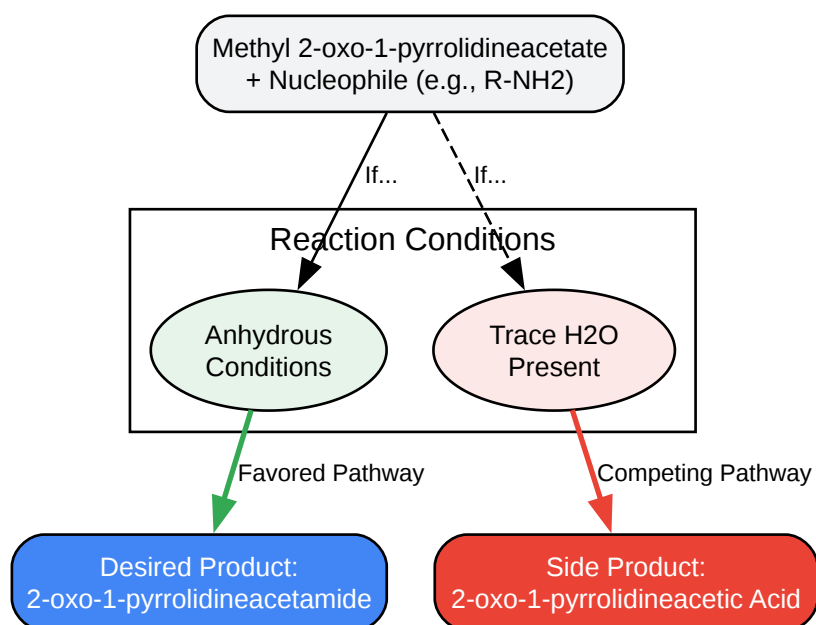 Methyl 2-oxo-1-pyrrolidineacetate
+ Nucleophile (e.g., R-NH2)
If...
If...
Reaction Conditions
Anhydrous
Conditions
Trace H2O
Present
Favored Pathway
Competing Pathway
Desired Product:
2-oxo-1-pyrrolidineacetamide
Side Product:
2-oxo-1-pyrrolidineacetic Acid